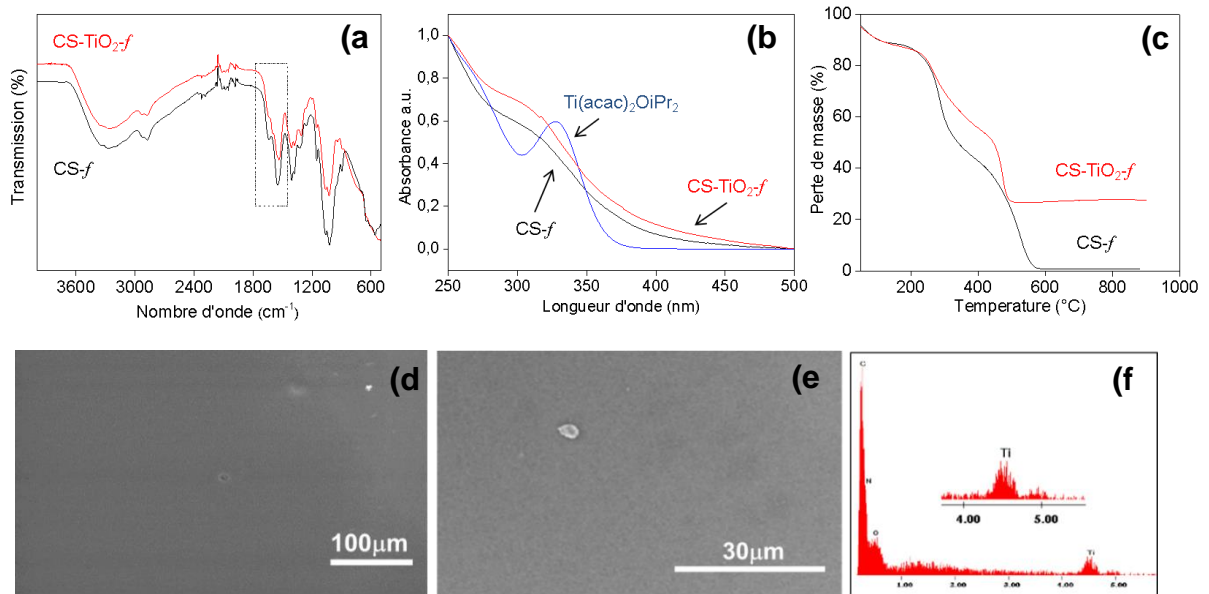 (a
CS-TiO₂-f
CS-f
Transmission (%)
3600 3000 2400 1800 1200 600
Nombre d'onde (cm⁻¹)
(b
Ti(acac)₂OiPr₂
CS-TiO₂-f
CS-f
Absorbance a.u.
1,0
0,8
0,6
0,4
0,2
0,0
250 300 350 400 450 500
Longueur d'onde (nm)
(c
CS-TiO₂-f
CS-f
Perte de masse (%)
100
80
60
40
20
0
200 400 600 800 1000
Temperature (°C)
(d
100µm
(e
30µm
(f
C
N
O
Ti
4.00 5.00
Ti
1.00 2.00 3.00 4.00 5.00